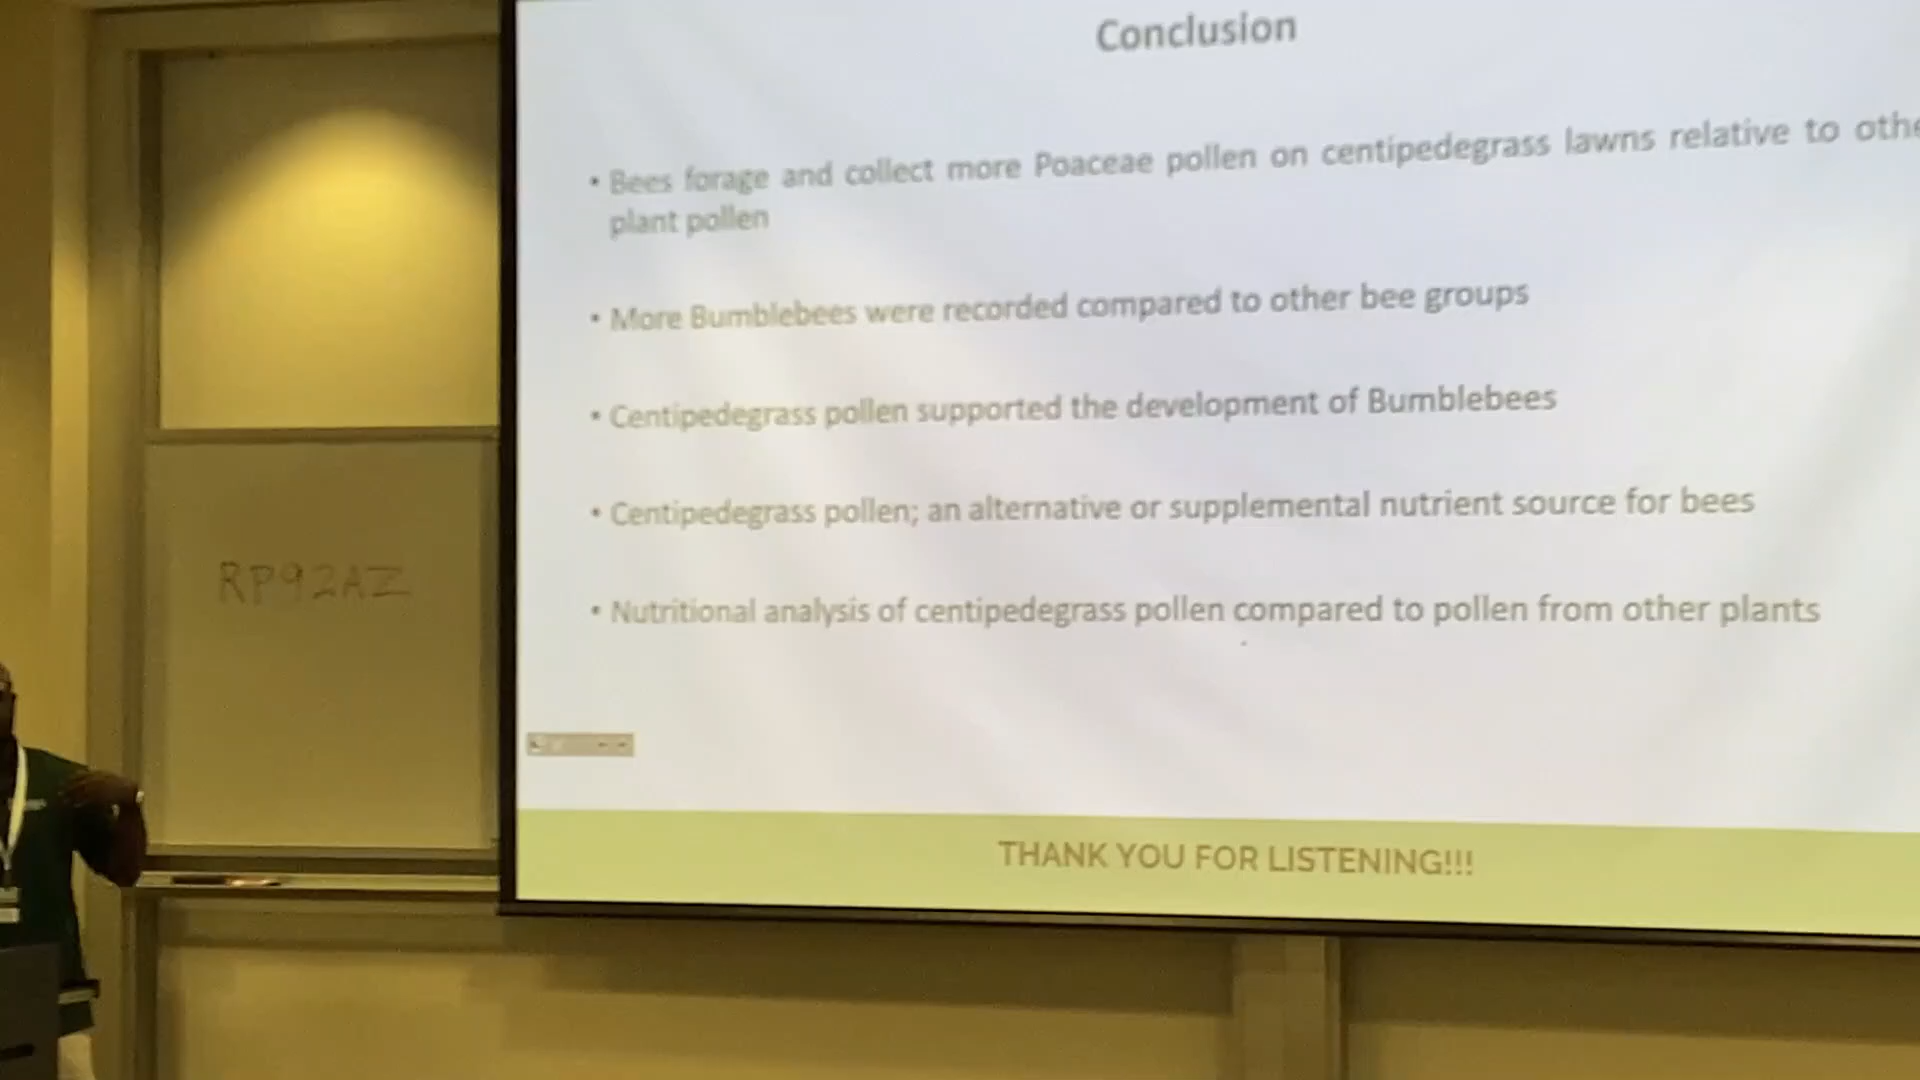 Conclusion
• Bees forage and collect more Poaceae pollen on centipedegrass lawns relative to othe
plant pollen
• More Bumblebees were recorded compared to other bee groups
• Centipedegrass pollen supported the development of Bumblebees
• Centipedegrass pollen; an alternative or supplemental nutrient source for bees
• Nutritional analysis of centipedegrass pollen compared to pollen from other plants
THANK YOU FOR LISTENING!!!
RP92AZ